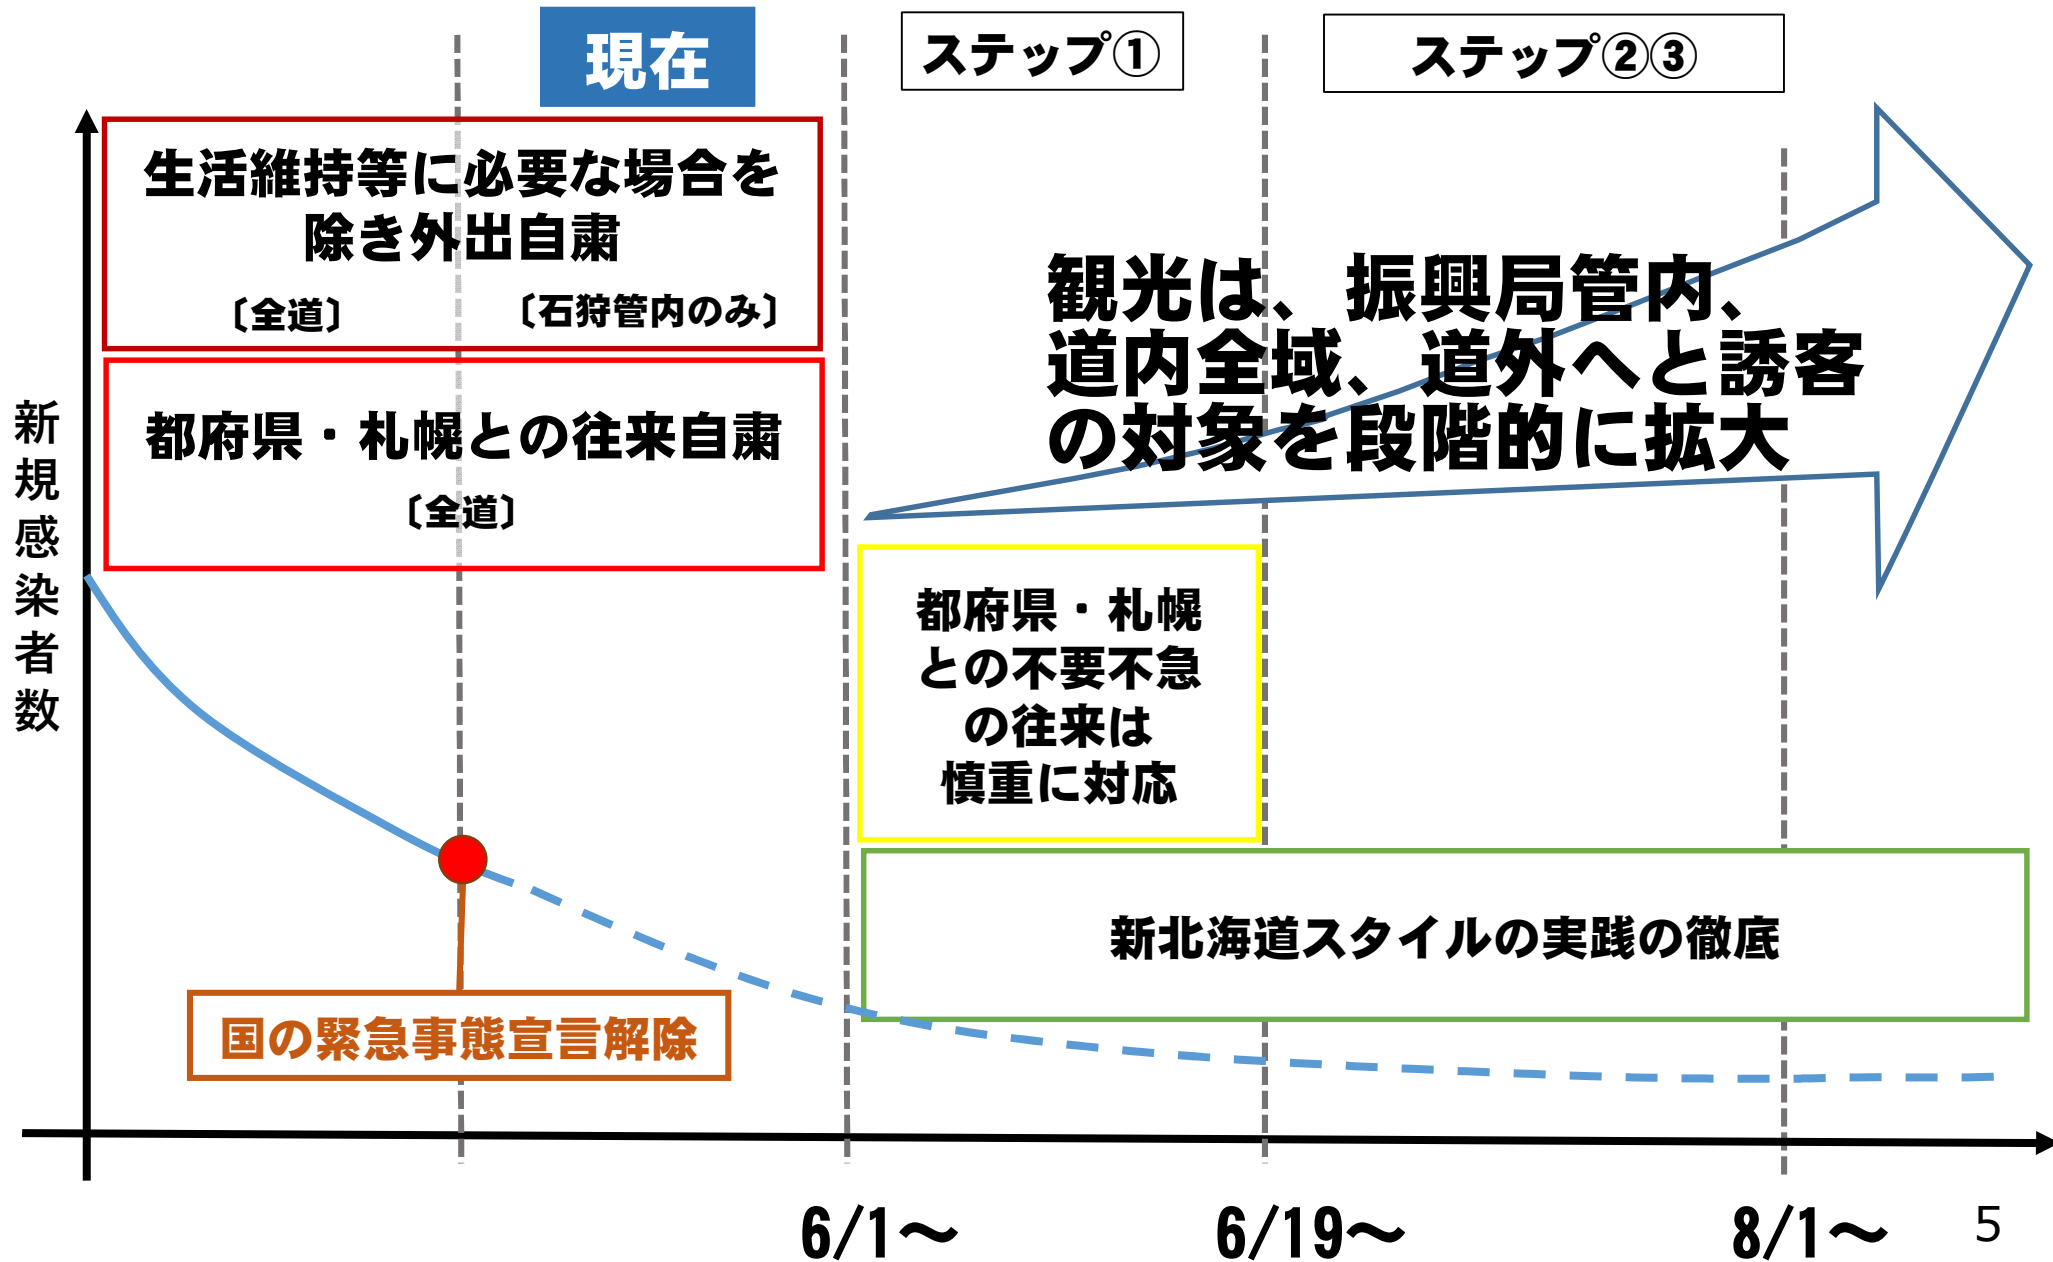 現在
ステップ①
ステップ②③
生活維持等に必要な場合を
除き外出自粛
〔全道〕
〔石狩管内のみ〕
都府県・札幌との往来自粛
〔全道〕
観光は、振興局管内、
道内全域、道外へと誘客
の対象を段階的に拡大
新規感染者数
都府県・札幌
との不要不急
の往来は
慎重に対応
新北海道スタイルの実践の徹底
国の緊急事態宣言解除
6/1～
6/19～
8/1～
5